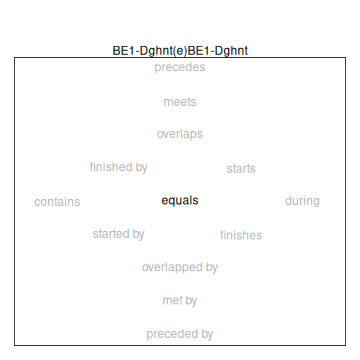 BE1-Dghnt(e)BE1-Dghnt
precedes
meets
overlaps
finished by starts
contains equals during
started by finishes
overlapped by
met by
preceded by